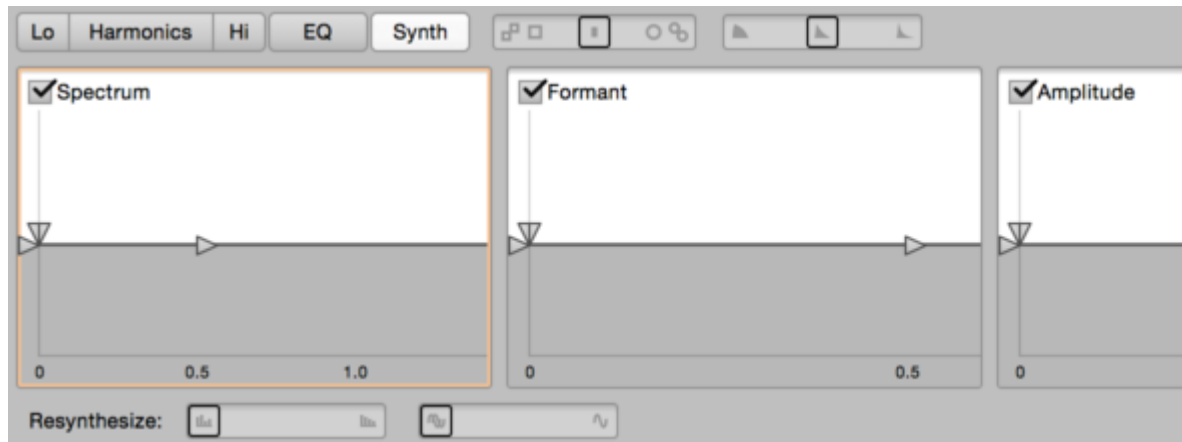 Lo Harmonics Hi EQ Synth
Spectrum Formant Amplitude
0 0.5 1.0 0 0.5 0
Resynthesize: